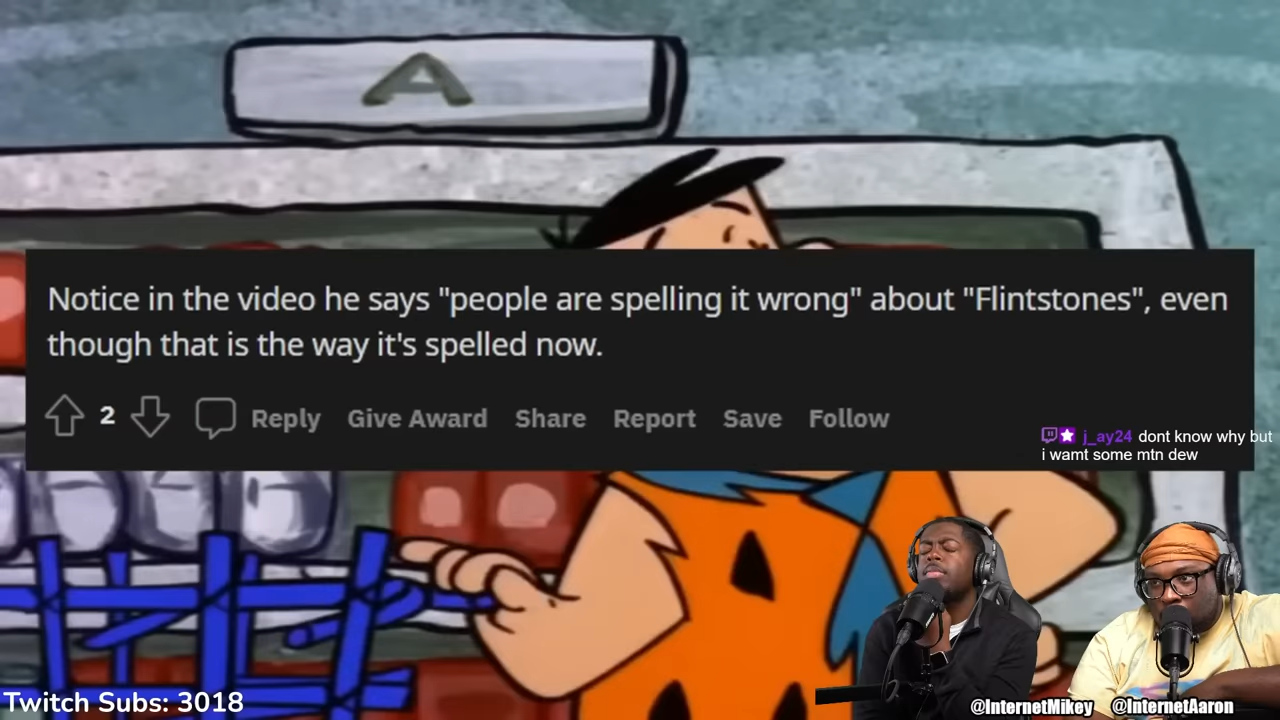 A
Notice in the video he says "people are spelling it wrong" about "Flintstones", even
though that is the way it's spelled now.
2 Reply Give Award Share Report Save Follow
j_ay24 dont know why but
i wamt some mtn dew
Twitch Subs: 3018
@InternetMikey @InternetAaron